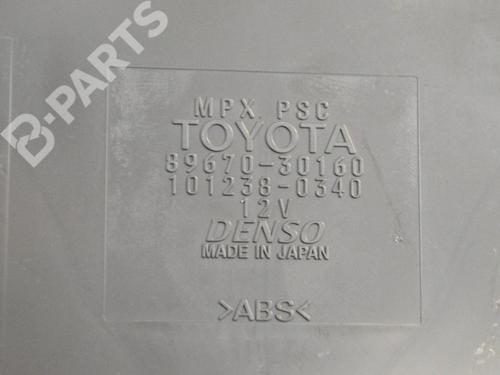 B-PARTS
MPX PSC
TOYOTA
89670-30160
101238-0340
12V
DENSO
MADE IN JAPAN
>ABS<